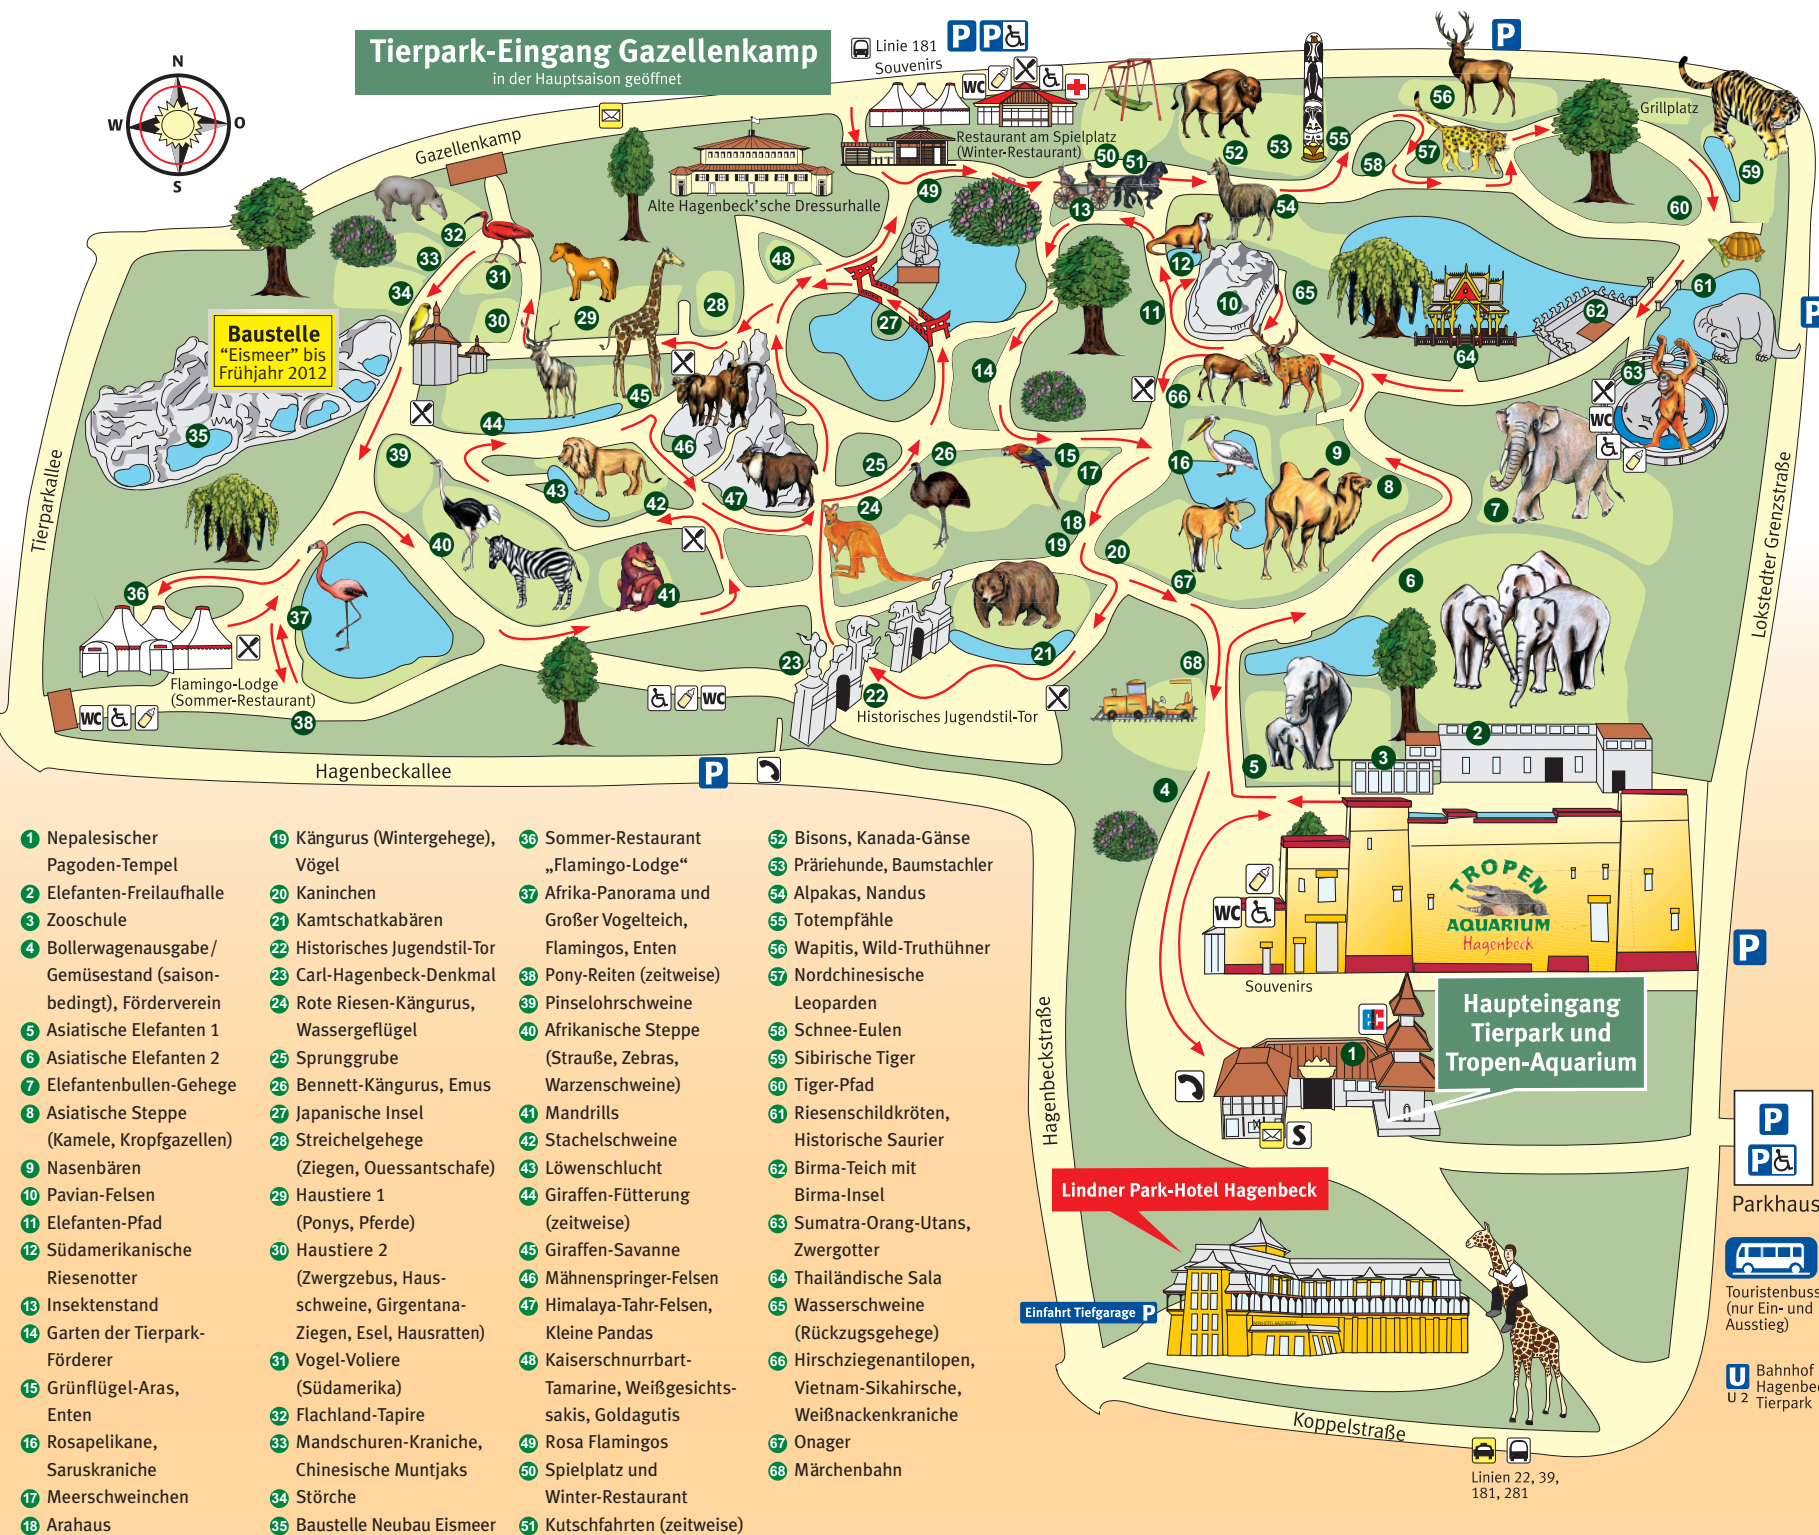 Tierpark-Eingang Gazellenkamp
in der Hauptsaison geöffnet
Linie 181
Souvenirs
P
P
P
WC
N
W
O
S
Gazellenkamp
Restaurant am Spielplatz
(Winter-Restaurant)
Alte Hagenbeck'sche Dressurhalle
Grillplatz
P
Baustelle
"Eismeer" bis
Frühjahr 2012
Tierparkallee
Lokstedter Grenzstraße
WC
Flamingo-Lodge
(Sommer-Restaurant)
WC
WC
Historisches Jugendstil-Tor
Hagenbeckallee
P
Hagenbeckstraße
TROPEN
AQUARIUM
Hagenbeck
WC
Souvenirs
P
EC
Haupteingang
Tierpark und
Tropen-Aquarium
S
Lindner Park-Hotel Hagenbeck
Einfahrt Tiefgarage P
P
P
Parkhaus
Touristenbuss
(nur Ein- und
Ausstieg)
U
U 2
Bahnhof
Hagenbec
Tierpark
Koppelstraße
Linien 22, 39,
181, 281
1 Nepalesischer
Pagoden-Tempel
2 Elefanten-Freilaufhalle
3 Zooschule
4 Bollerwagenausgabe/
Gemüsestand (saison-
bedingt), Förderverein
5 Asiatische Elefanten 1
6 Asiatische Elefanten 2
7 Elefantenbullen-Gehege
8 Asiatische Steppe
(Kamele, Kropfgazellen)
9 Nasenbären
10 Pavian-Felsen
11 Elefanten-Pfad
12 Südamerikanische
Riesenotter
13 Insektenstand
14 Garten der Tierpark-
Förderer
15 Grünflügel-Aras,
Enten
16 Rosapelikane,
Saruskraniche
17 Meerschweinchen
18 Arahaus
19 Kängurus (Wintergehege),
Vögel
20 Kaninchen
21 Kamtschatkabären
22 Historisches Jugendstil-Tor
23 Carl-Hagenbeck-Denkmal
24 Rote Riesen-Kängurus,
Wassergeflügel
25 Sprunggrube
26 Bennett-Kängurus, Emus
27 Japanische Insel
28 Streichelgehege
(Ziegen, Ouessantschafe)
29 Haustiere 1
(Ponys, Pferde)
30 Haustiere 2
(Zwergzebus, Haus-
schweine, Girgentana-
Ziegen, Esel, Hausratten)
31 Vogel-Voliere
(Südamerika)
32 Flachland-Tapire
33 Mandschuren-Kraniche,
Chinesische Muntjaks
34 Störche
35 Baustelle Neubau Eismeer
36 Sommer-Restaurant
„Flamingo-Lodge“
37 Afrika-Panorama und
Großer Vogelteich,
Flamingos, Enten
38 Pony-Reiten (zeitweise)
39 Pinselohrschweine
40 Afrikanische Steppe
(Strauße, Zebras,
Warzenschweine)
41 Mandrills
42 Stachelschweine
43 Löwenschlucht
44 Giraffen-Fütterung
(zeitweise)
45 Giraffen-Savanne
46 Mähnenspringer-Felsen
47 Himalaya-Tahr-Felsen,
Kleine Pandas
48 Kaiserschnurrbart-
Tamarine, Weißgesichts-
sakis, Goldagutis
49 Rosa Flamingos
50 Spielplatz und
Winter-Restaurant
51 Kutschfahrten (zeitweise)
52 Bisons, Kanada-Gänse
53 Präriehunde, Baumstachler
54 Alpakas, Nandus
55 Totempfähle
56 Wapitis, Wild-Truthühner
57 Nordchinesische
Leoparden
58 Schnee-Eulen
59 Sibirische Tiger
60 Tiger-Pfad
61 Riesenschildkröten,
Historische Saurier
62 Birma-Teich mit
Birma-Insel
63 Sumatra-Orang-Utans,
Zwergotter
64 Thailändische Sala
65 Wasserschweine
(Rückzugsgehege)
66 Hirschziegenantilopen,
Vietnam-Sikahirsche,
Weißnackenkraniche
67 Onager
68 Märchenbahn